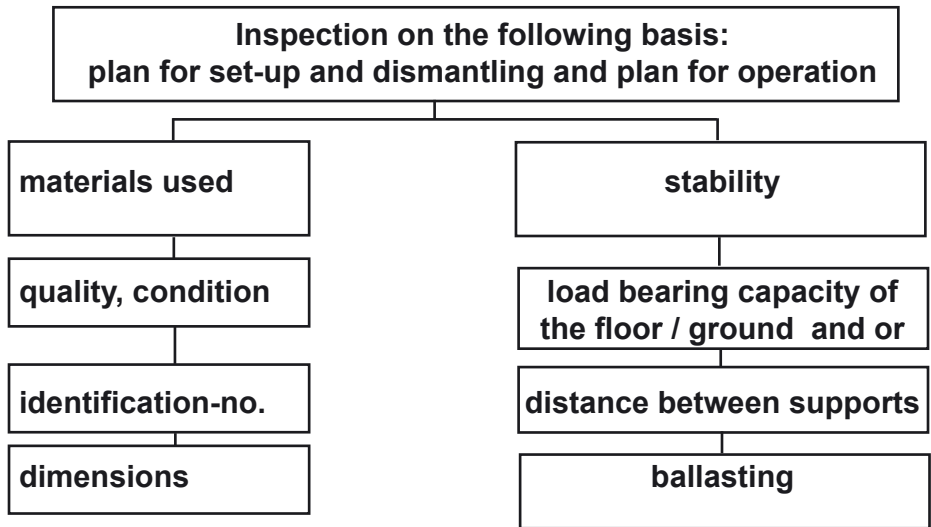 Inspection on the following basis:
plan for set-up and dismantling and plan for operation
materials used
quality, condition
identification-no.
dimensions
stability
load bearing capacity of
the floor / ground and or
distance between supports
ballasting